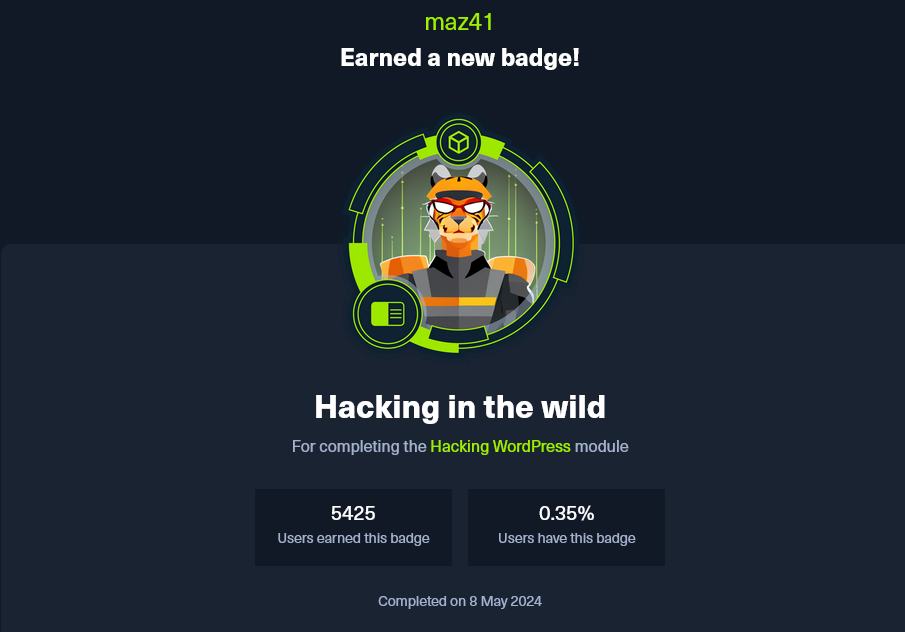 maz41
Earned a new badge!
Hacking in the wild
For completing the Hacking WordPress module
5425
Users earned this badge
0.35%
Users have this badge
Completed on 8 May 2024